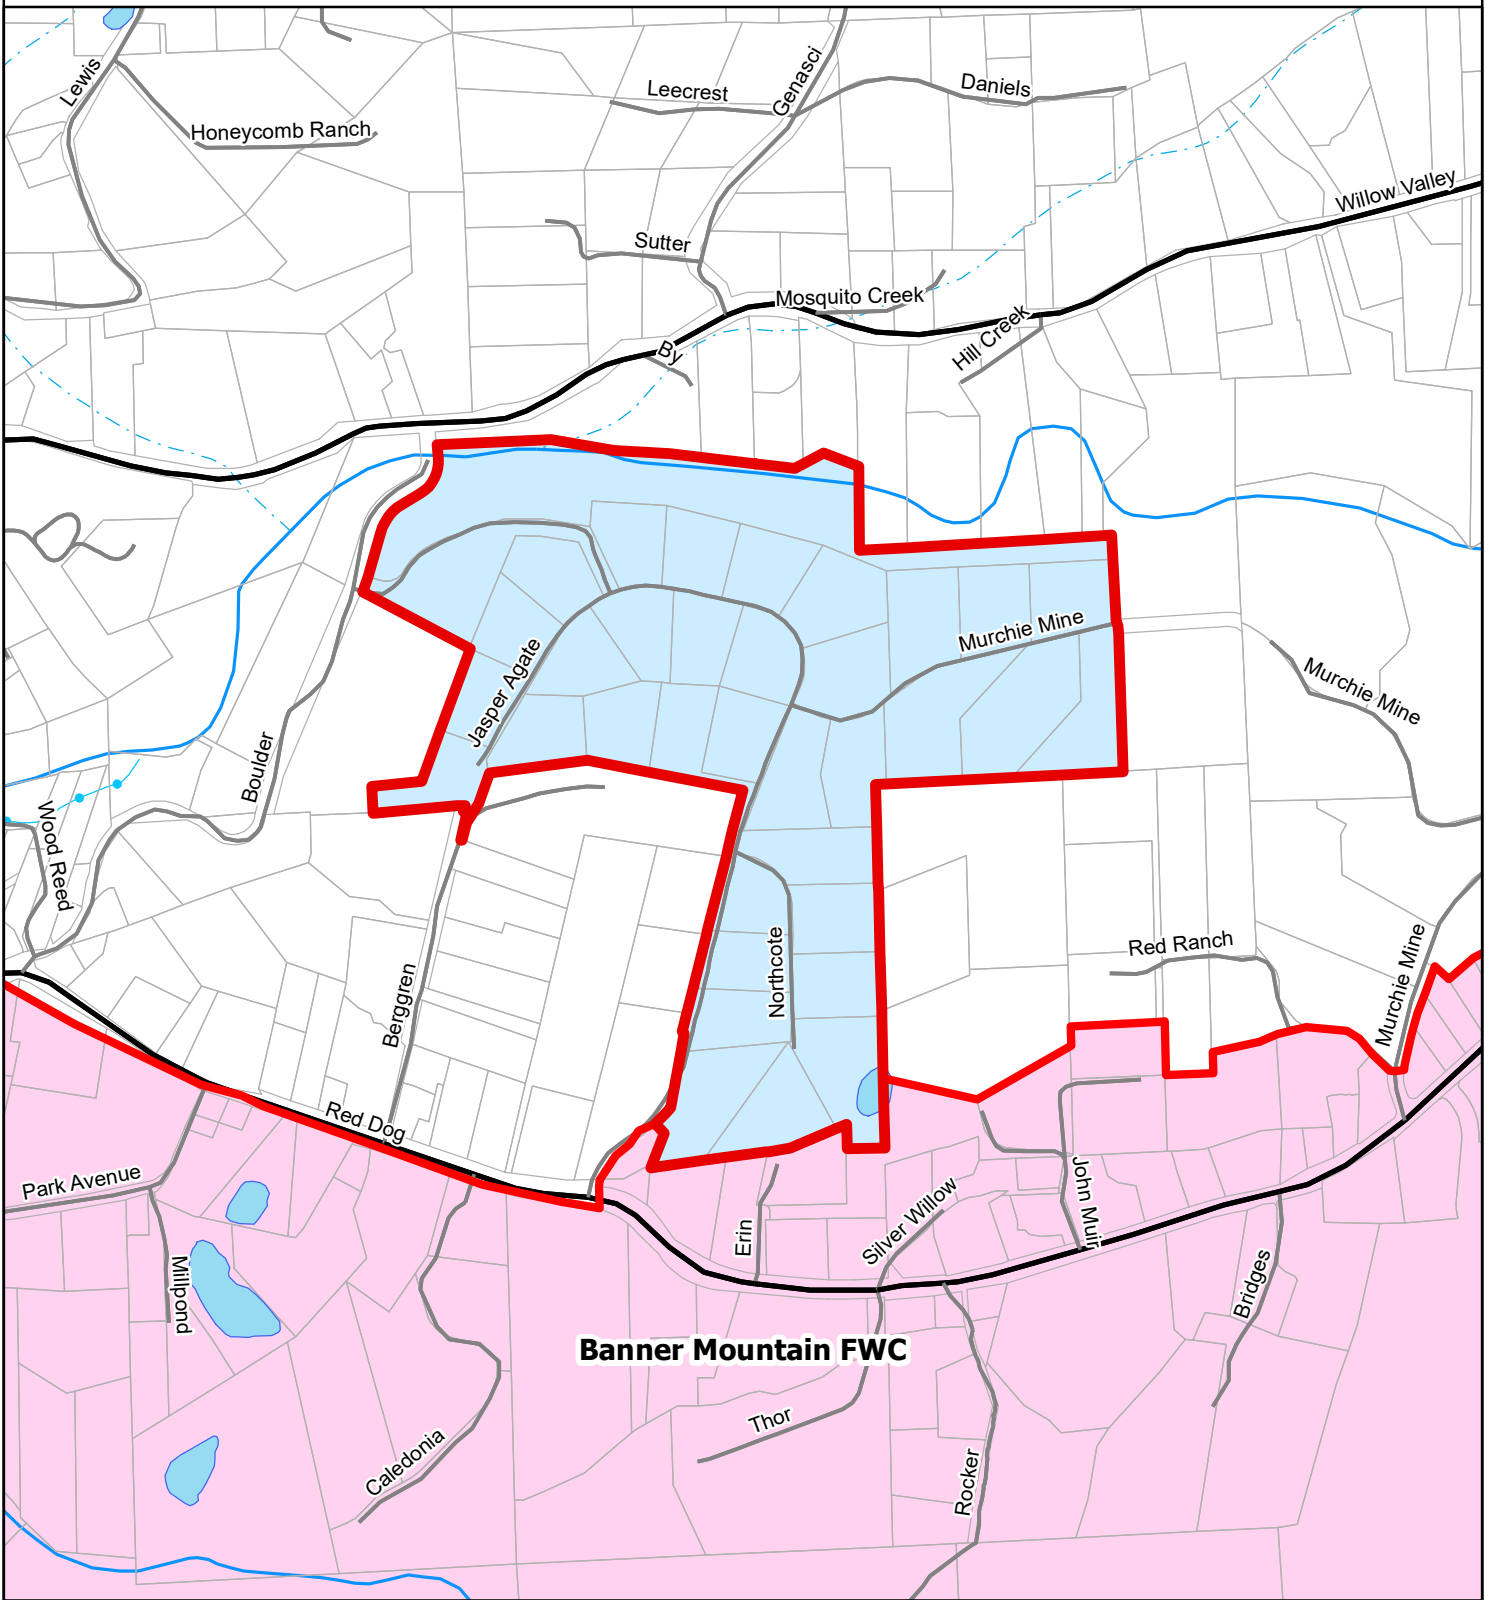 Lewis
Honeycomb Ranch
Leecrest
Genasci
Daniels
Willow Valley
Sutter
Mosquito Creek
Hill Creek
By
Murchie Mine
Jasper Agate
Murchie Mine
Boulder
Wood Reed
Northcote
Red Ranch
Murchie Mine
Berggren
Red Dog
Park Avenue
John Muir
Silver Willow
Erin
Millpond
Bridges
Banner Mountain FWC
Thor
Caledonia
Rocker